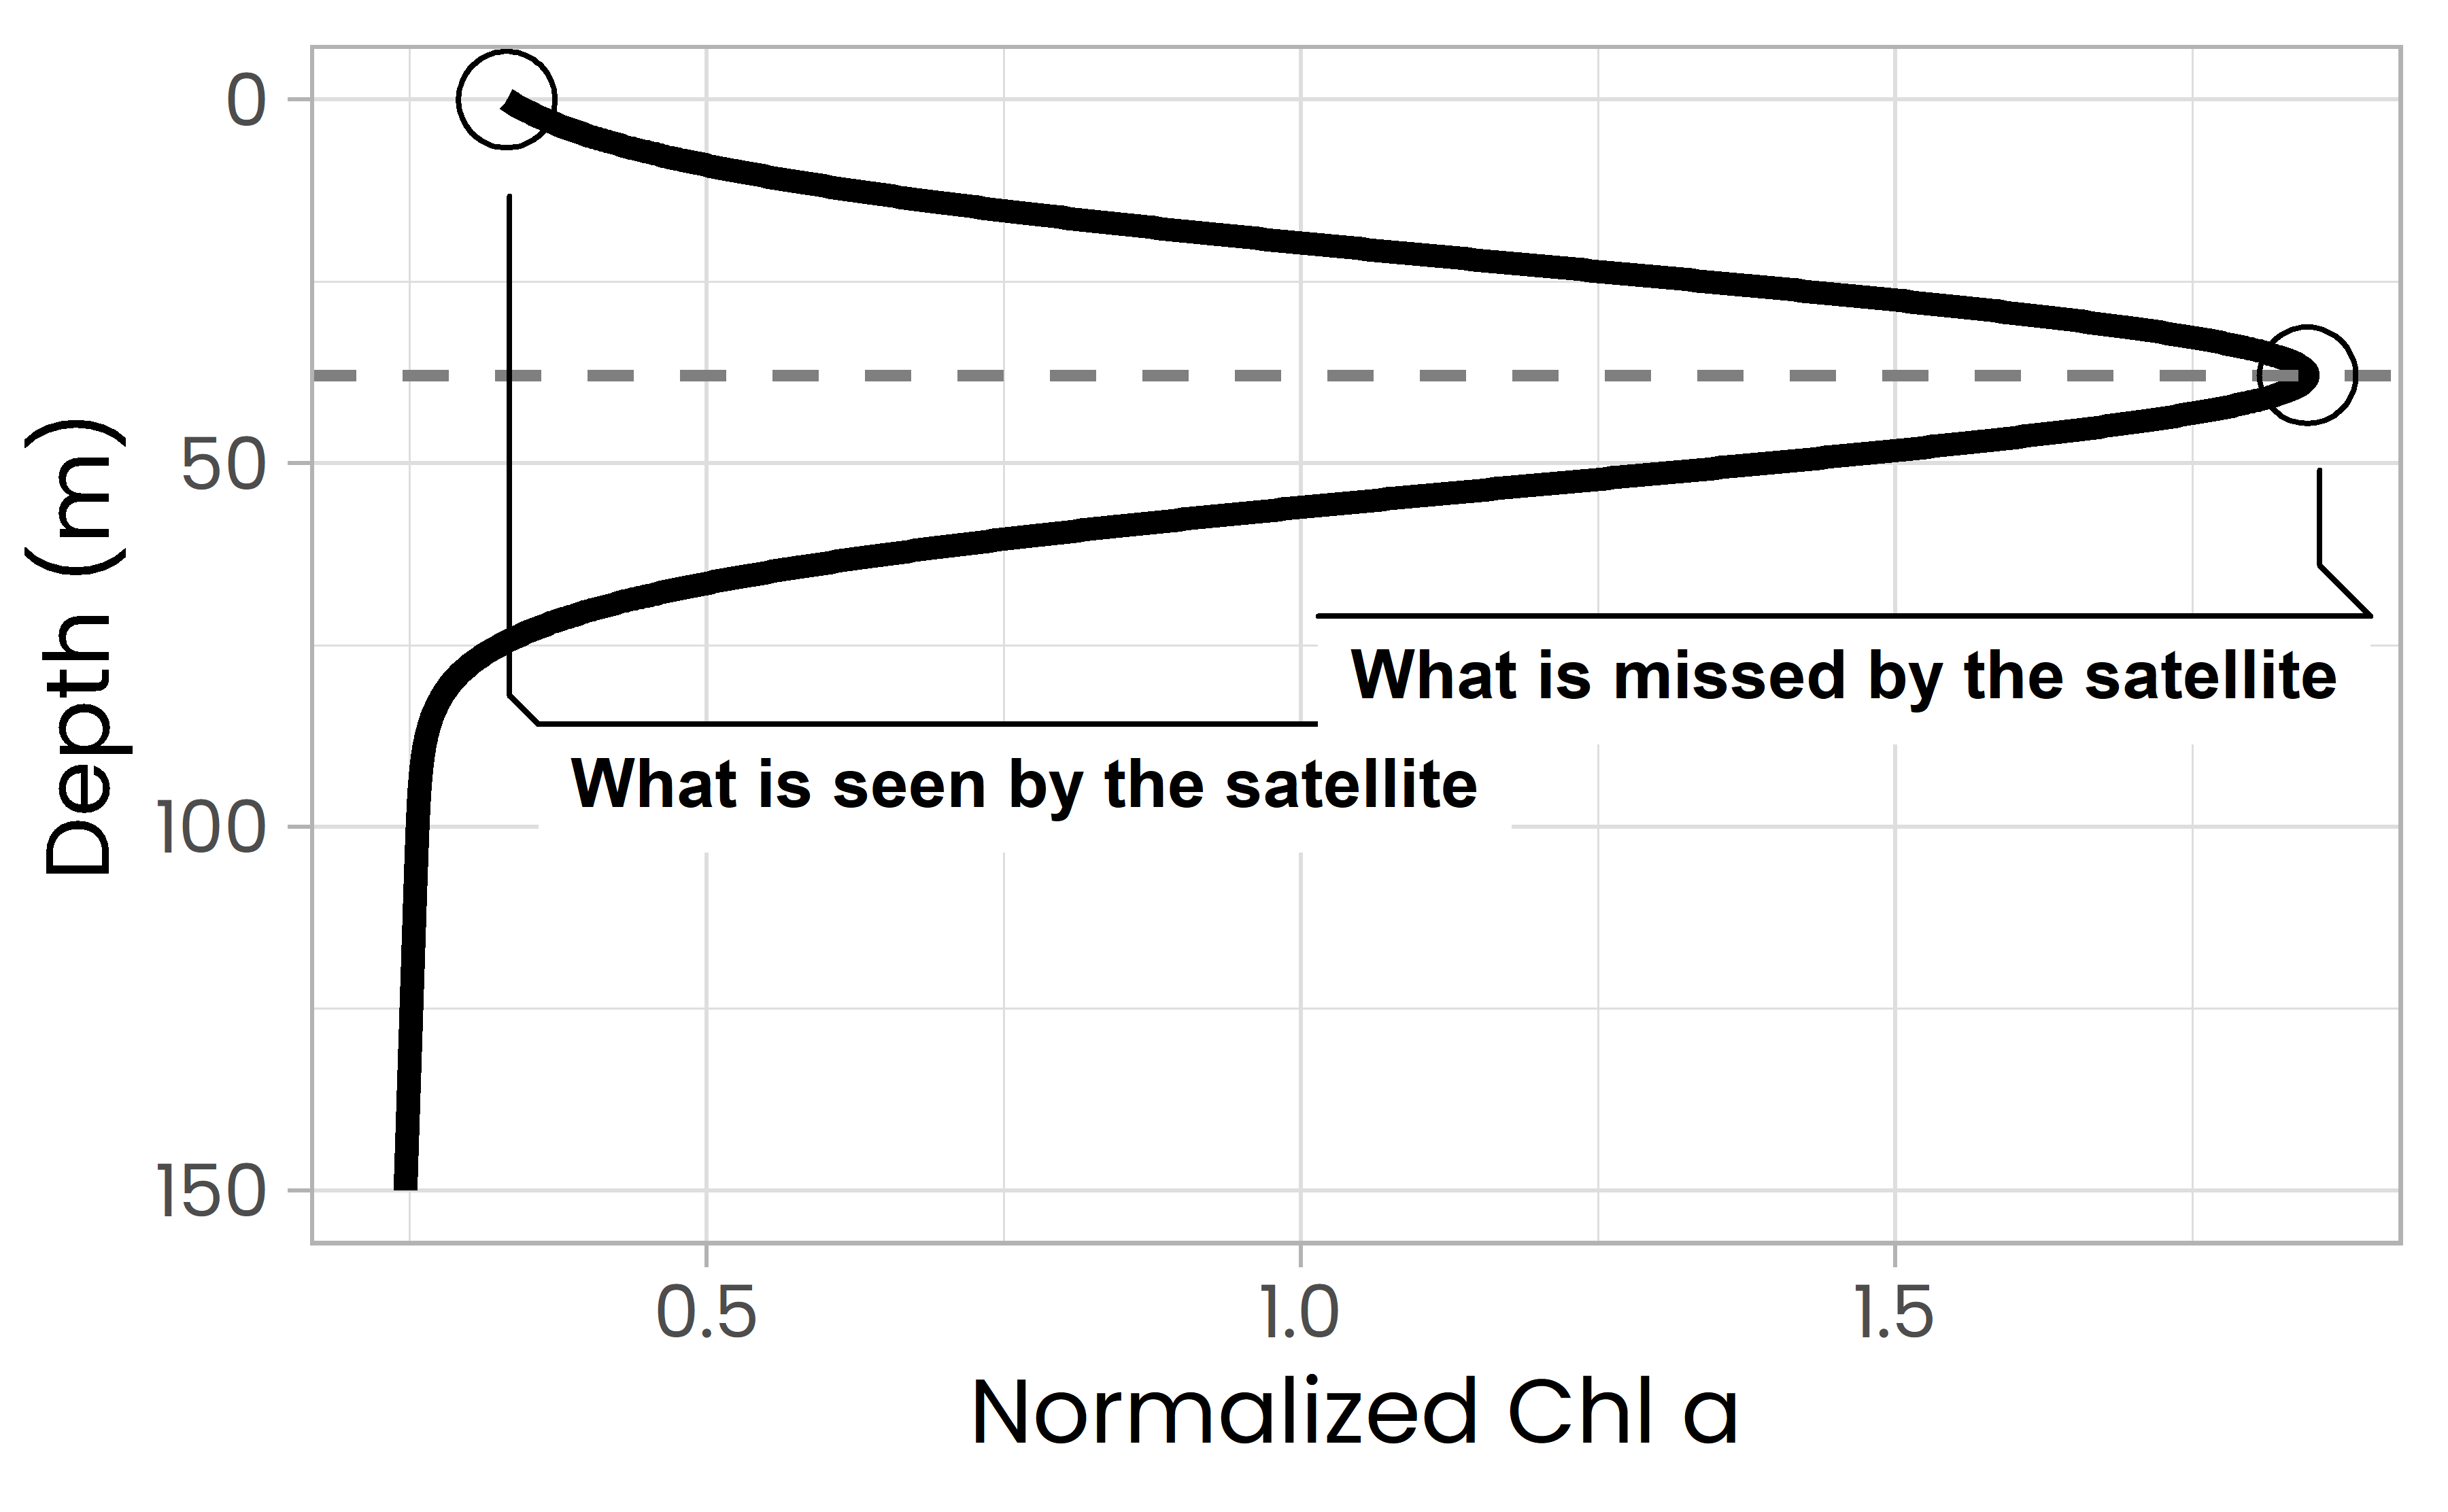 0
50
100
150
Depth (m)
What is missed by the satellite
What is seen by the satellite
0.5
1.0
1.5
Normalized Chl a